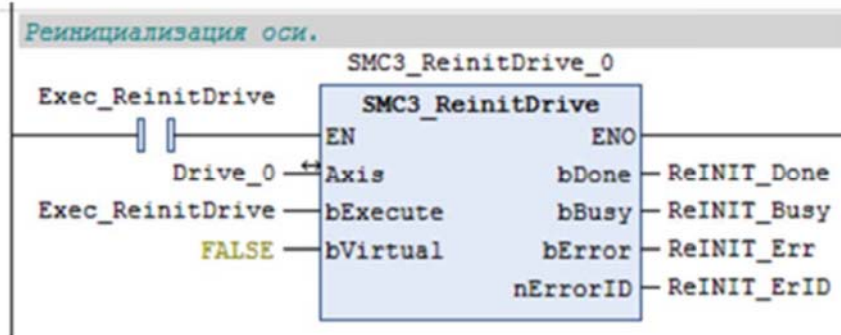 Реинициализация оси.
SMC3_ReinitDrive_0
Exec_ReinitDrive
SMC3_ReinitDrive
EN ENO
Drive_0 Axis bDone ReINIT_Done
Exec_ReinitDrive bExecute bBusy ReINIT_Busy
FALSE bVirtual bError ReINIT_Err
nErrorID ReINIT_ErID